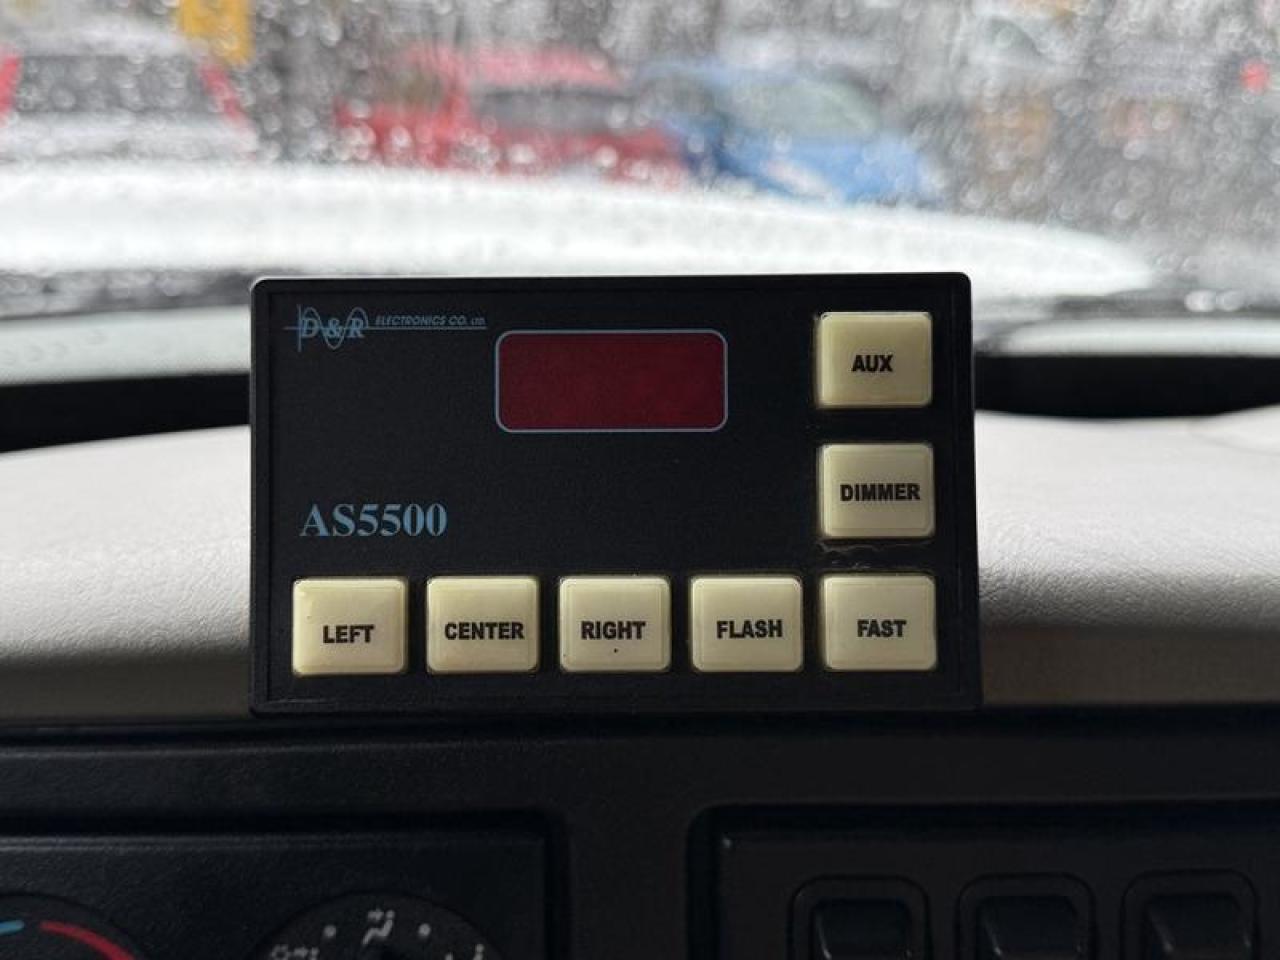 D&R ELECTRONICS CO. LTD.
AUX
DIMMER
AS5500
LEFT CENTER RIGHT FLASH FAST